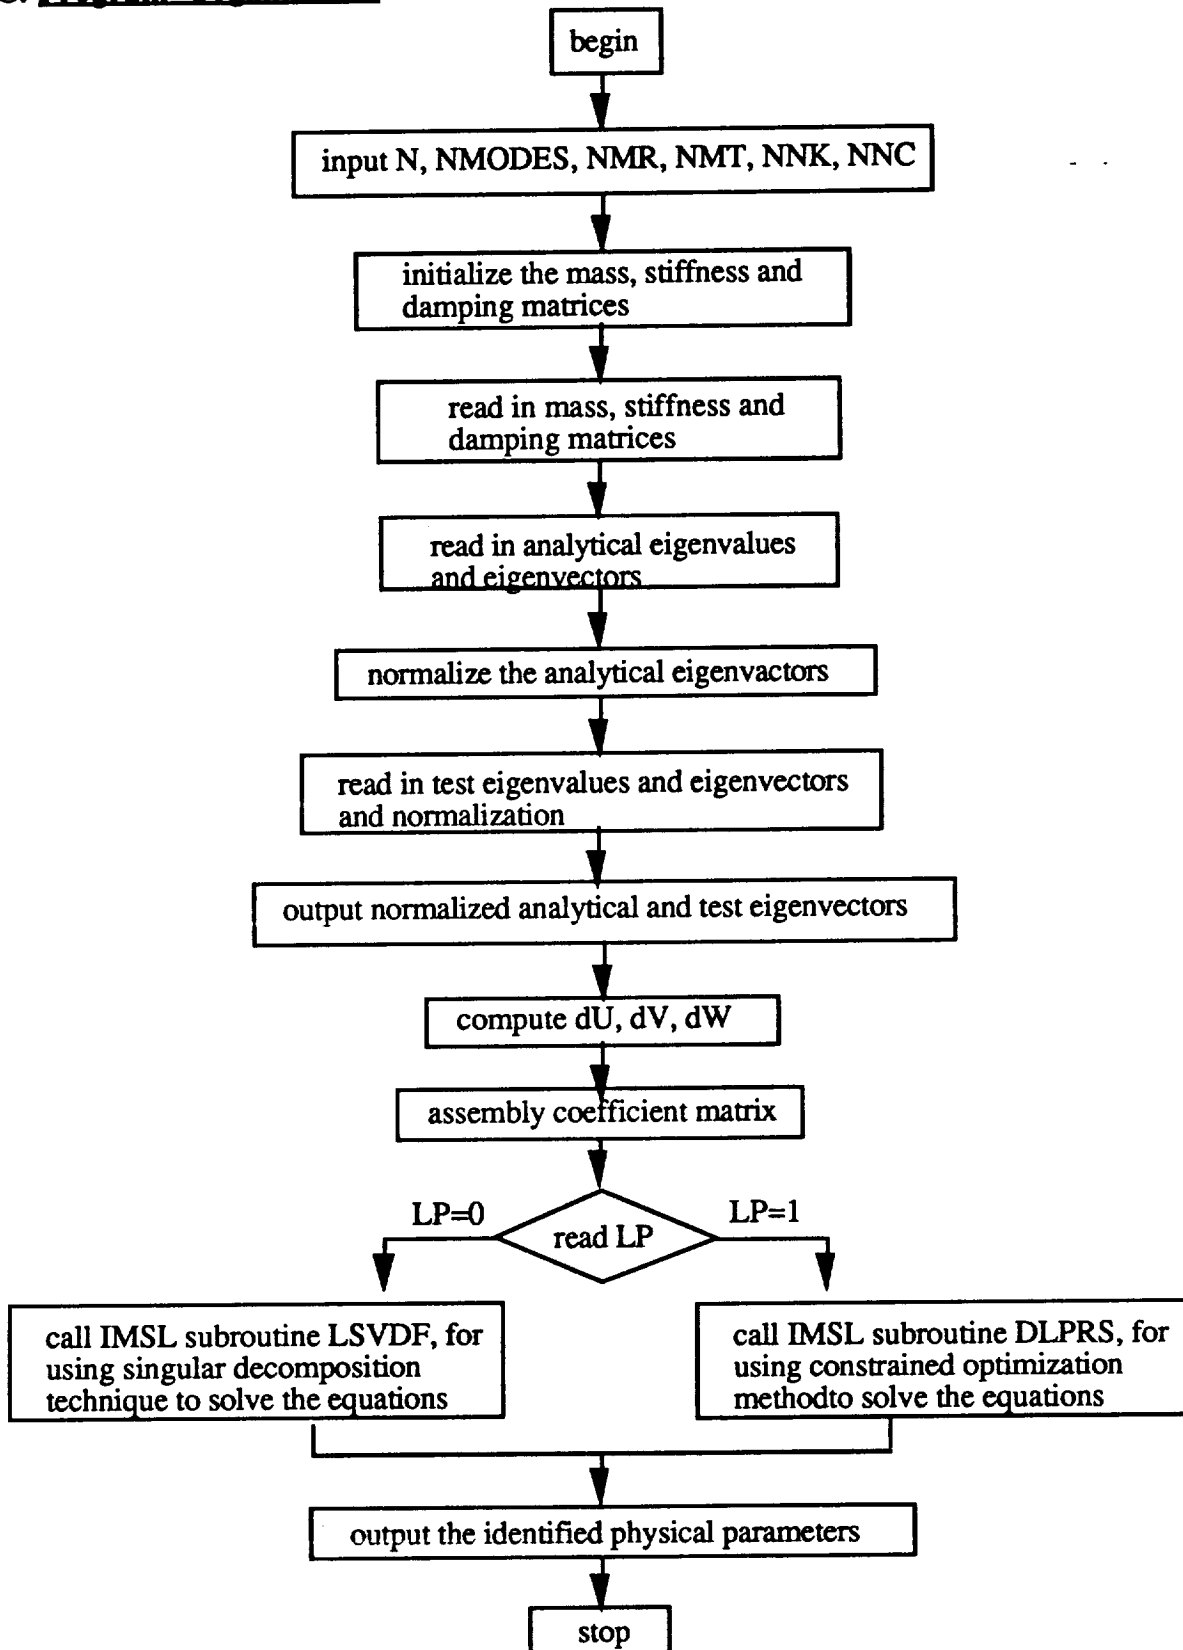 begin
input N, NMODES, NMR, NMT, NNK, NNC
initialize the mass, stiffness and
damping matrices
read in mass, stiffness and
damping matrices
read in analytical eigenvalues
and eigenvectors
normalize the analytical eigenvactors
read in test eigenvalues and eigenvectors
and normalization
output normalized analytical and test eigenvectors
compute dU, dV, dW
assembly coefficient matrix
LP=0
read LP
LP=1
call IMSL subroutine LSVDF, for
using singular decomposition
technique to solve the equations
call IMSL subroutine DLPRS, for
using constrained optimization
methodto solve the equations
output the identified physical parameters
stop